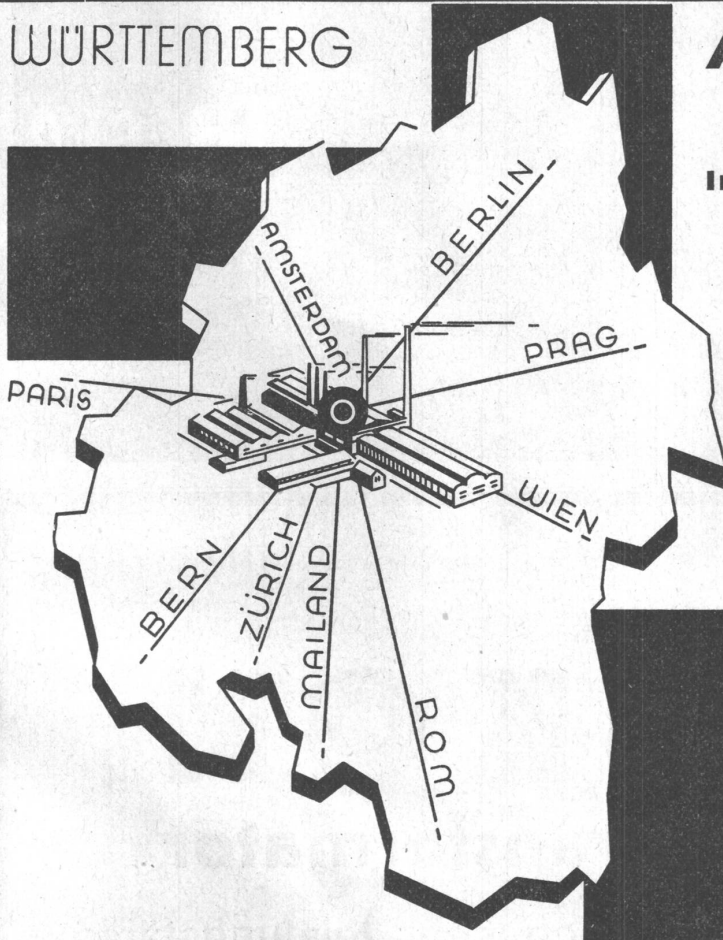 WÜRTTEMBERG
BERLIN
AMSTERDAM
PRAG
PARIS
WIEN
BERN
ZÜRICH
MAILAND
ROM